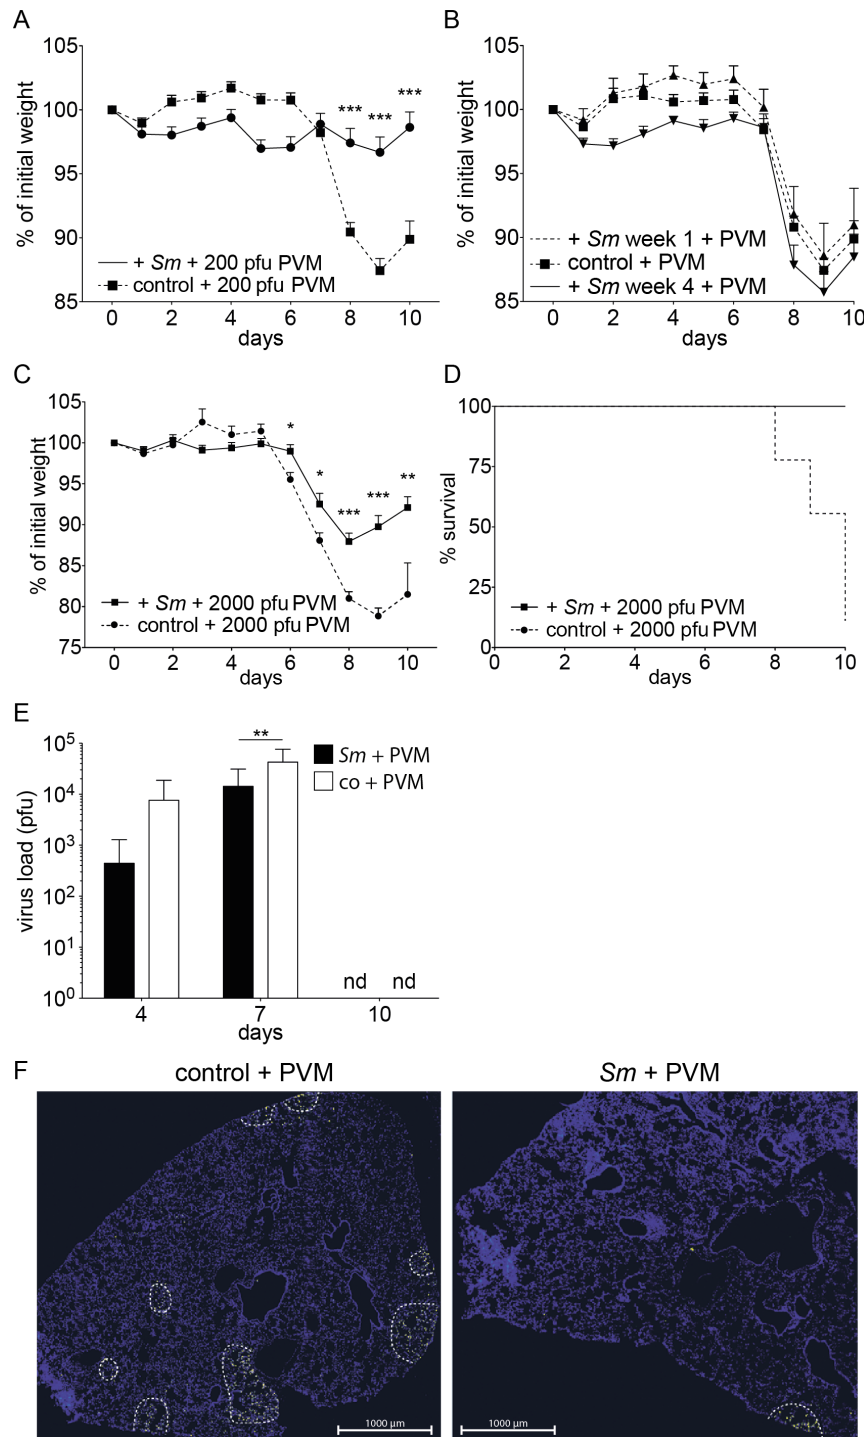 A
105
100
95
90
85
% of initial weight
***
***
***
+ Sm + 200 pfu PVM
control + 200 pfu PVM
0 2 4 6 8 10
days
B
105
100
95
90
85
% of initial weight
+ Sm week 1 + PVM
control + PVM
+ Sm week 4 + PVM
0 2 4 6 8 10
days
C
105
100
95
90
85
80
75
% of initial weight
*
*
***
***
**
+ Sm + 2000 pfu PVM
control + 2000 pfu PVM
0 2 4 6 8 10
days
D
100
75
50
25
0
% survival
+ Sm + 2000 pfu PVM
control + 2000 pfu PVM
0 2 4 6 8 10
days
E
10⁵
10⁴
10³
10²
10¹
10⁰
virus load (pfu)
**
Sm + PVM
co + PVM
nd nd
4 7 10
days
F
control + PVM
Sm + PVM
1000 µm
1000 µm